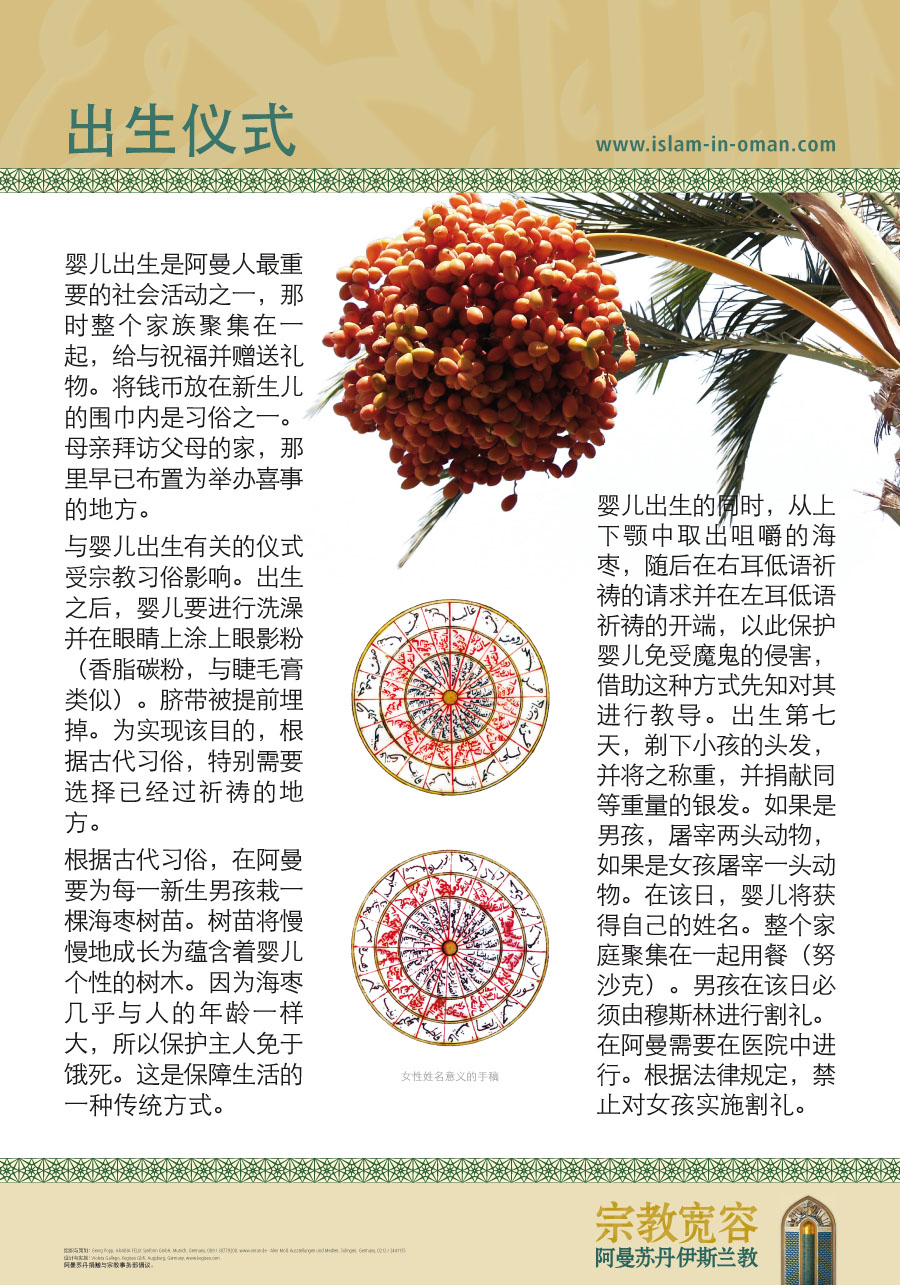 出生仪式
www.islam-in-oman.com
婴儿出生是阿曼人最重
要的社会活动之一，那
时整个家族聚集在一
起，给与祝福并赠送礼
物。将钱币放在新生儿
的围巾内是习俗之一。
母亲拜访父母的家，那
里早已布置为举办喜事
的地方。
与婴儿出生有关的仪式
受宗教习俗影响。出生
之后，婴儿要进行洗澡
并在眼睛上涂上眼影粉
（香脂碳粉，与睫毛膏
类似）。脐带被提前埋
掉。为实现该目的，根
据古代习俗，特别需要
选择已经过祈祷的地
方。
根据古代习俗，在阿曼
要为每一新生男孩栽一
棵海枣树苗。树苗将慢
慢地成长为蕴含着婴儿
个性的树木。因为海枣
几乎与人的年龄一样
大，所以保护主人免于
饿死。这是保障生活的
一种传统方式。
女性姓名意义的手稿
婴儿出生的同时，从上
下颚中取出咀嚼的海
枣，随后在右耳低语祈
祷的请求并在左耳低语
祈祷的开端，以此保护
婴儿免受魔鬼的侵害，
借助这种方式先知对其
进行教导。出生第七
天，剃下小孩的头发，
并将之称重，并捐献同
等重量的银发。如果是
男孩，屠宰两头动物，
如果是女孩屠宰一头动
物。在该日，婴儿将获
得自己的姓名。整个家
庭聚集在一起用餐（努
沙克）。男孩在该日必
须由穆斯林进行割礼。
在阿曼需要在医院中进
行。根据法律规定，禁
止对女孩实施割礼。
宗教宽容
阿曼苏丹伊斯兰教